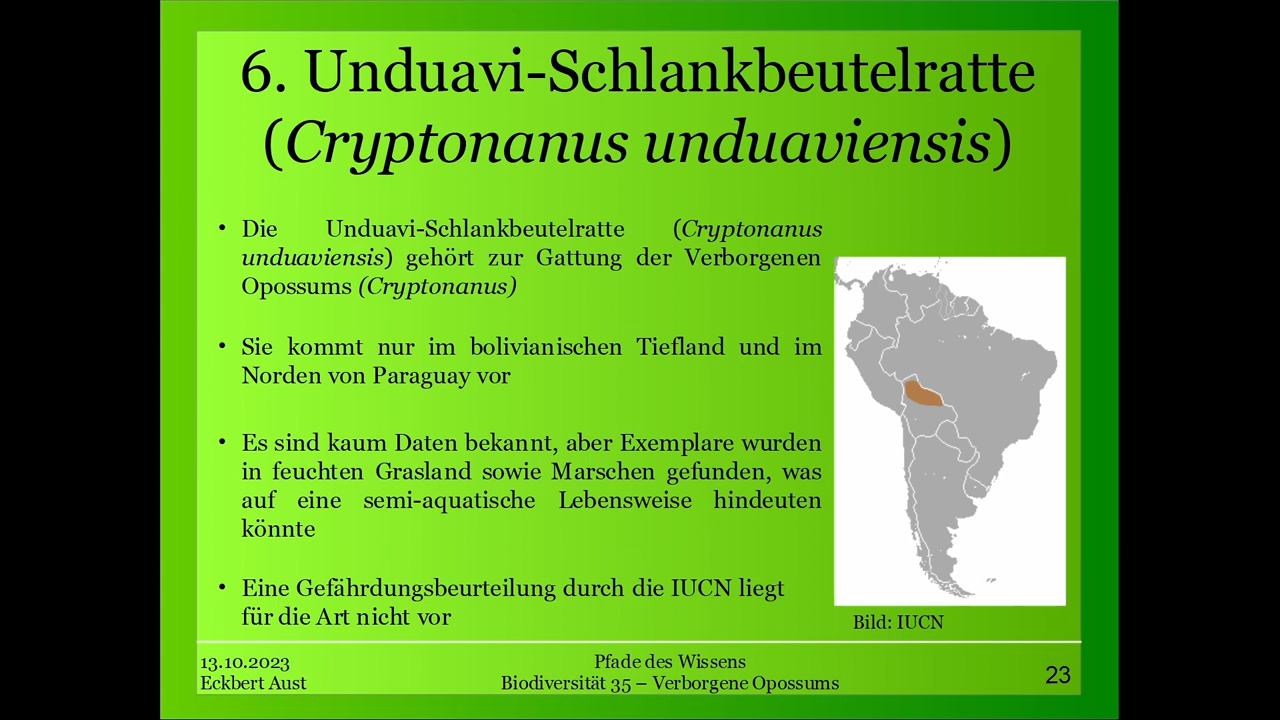 6. Unduavi-Schlankbeutelratte
(Cryptonanus unduaviensis)
• Die Unduavi-Schlankbeutelratte (Cryptonanus
unduaviensis) gehört zur Gattung der Verborgenen
Opossums (Cryptonanus)
• Sie kommt nur im bolivianischen Tiefland und im
Norden von Paraguay vor
• Es sind kaum Daten bekannt, aber Exemplare wurden
in feuchten Grasland sowie Marschen gefunden, was
auf eine semi-aquatische Lebensweise hindeuten
könnte
• Eine Gefährdungsbeurteilung durch die IUCN liegt
für die Art nicht vor
Bild: IUCN
13.10.2023
Eckbert Aust
Pfade des Wissens
Biodiversität 35 – Verborgene Opossums
23